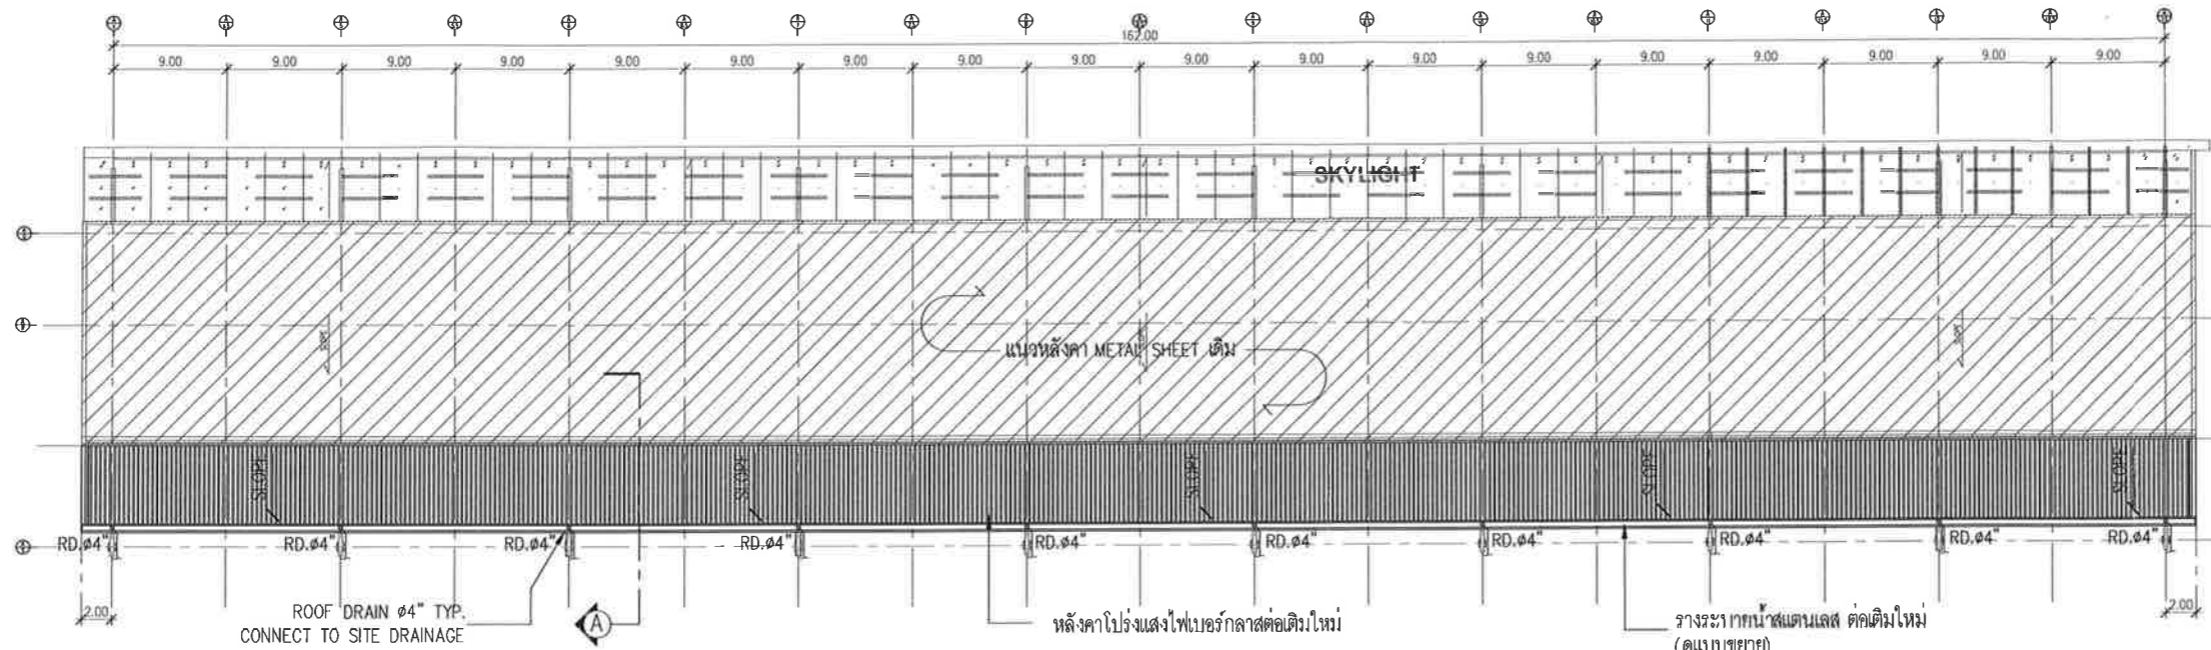 162.00
9.00 9.00 9.00 9.00 9.00 9.00 9.00 9.00 9.00 9.00 9.00 9.00 9.00 9.00 9.00 9.00 9.00 9.00
SKYLIGHT
แนวหลังคา METAL SHEET เดิม
SLOPE SLOPE SLOPE SLOPE SLOPE
RD.ø4" RD.ø4" RD.ø4" RD.ø4" RD.ø4" RD.ø4" RD.ø4" RD.ø4" RD.ø4" RD.ø4"
2.00 2.00
ROOF DRAIN ø4" TYP.
CONNECT TO SITE DRAINAGE
A
หลังคาโปร่งแสงไฟเบอร์กลาสต่อเติมใหม่
รางระบายน้ำสแตนเลส ต่อเติมใหม่